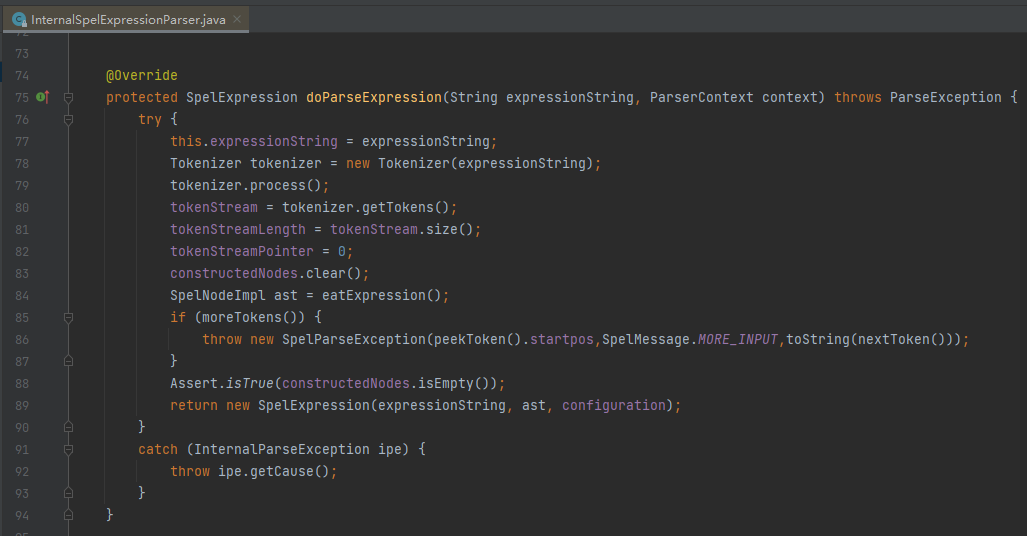 InternalSpelExpressionParser.java
73
74 @Override
75 protected SpelExpression doParseExpression(String expressionString, ParserContext context) throws ParseException {
76 try {
77 this.expressionString = expressionString;
78 Tokenizer tokenizer = new Tokenizer(expressionString);
79 tokenizer.process();
80 tokenStream = tokenizer.getTokens();
81 tokenStreamLength = tokenStream.size();
82 tokenStreamPointer = 0;
83 constructedNodes.clear();
84 SpelNodeImpl ast = eatExpression();
85 if (moreTokens()) {
86 throw new SpelParseException(peekToken().startpos,SpelMessage.MORE_INPUT,toString(nextToken()));
87 }
88 Assert.isTrue(constructedNodes.isEmpty());
89 return new SpelExpression(expressionString, ast, configuration);
90 }
91 catch (InternalParseException ipe) {
92 throw ipe.getCause();
93 }
94 }